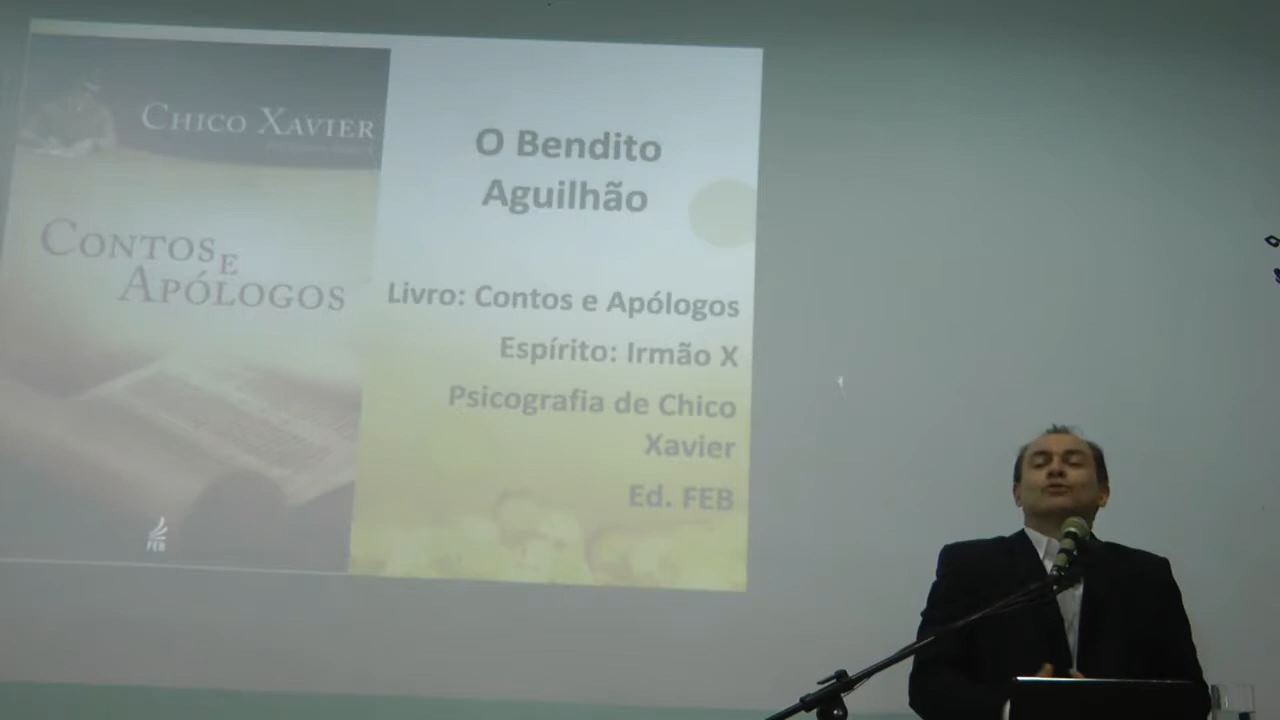 CHICO XAVIER
CONTOS E
APÓLOGOS
FEB
O Bendito
Aguilhão
Livro: Contos e Apólogos
Espírito: Irmão X
Psicografia de Chico
Xavier
Ed. FEB